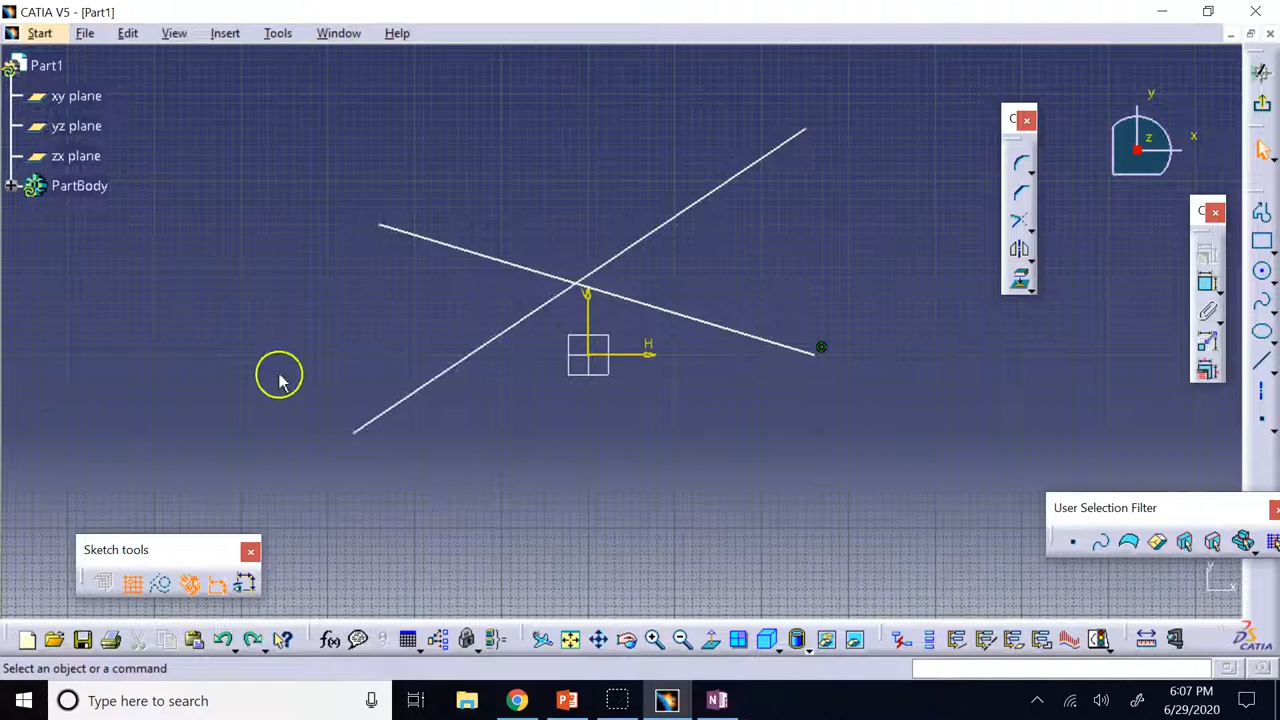 CATIA V5 - [Part1]
Start File Edit View Insert Tools Window Help
Part1
xy plane
yz plane
zx plane
PartBody
y
x
z
V
H
Sketch tools
User Selection Filter
y
x
f(x)
CATIA
Select an object or a command
Type here to search
6:07 PM
6/29/2020